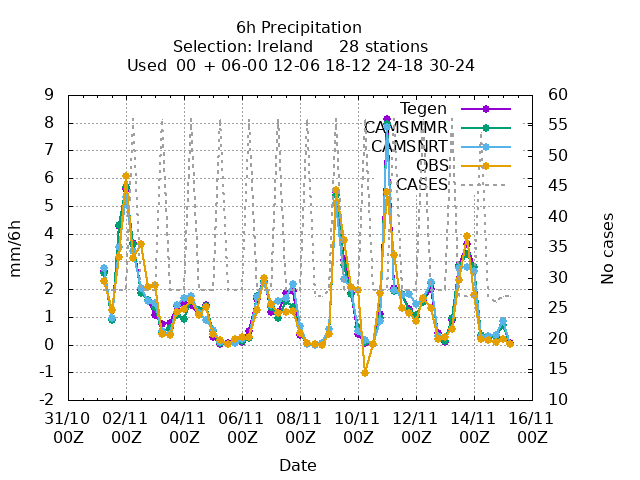 6h Precipitation
Selection: Ireland 28 stations
Used 00 + 06-00 12-06 18-12 24-18 30-24
9 60
8 55
7 50
6 45
5 40
4 35
3 30
2 25
1 20
0 15
-1 10
-2
mm/6h
No cases
Tegen
CAMSMMR
CAMSNRT
OBS
CASES
31/10 02/11 04/11 06/11 08/11 10/11 12/11 14/11 16/11
00Z 00Z 00Z 00Z 00Z 00Z 00Z 00Z 00Z
Date